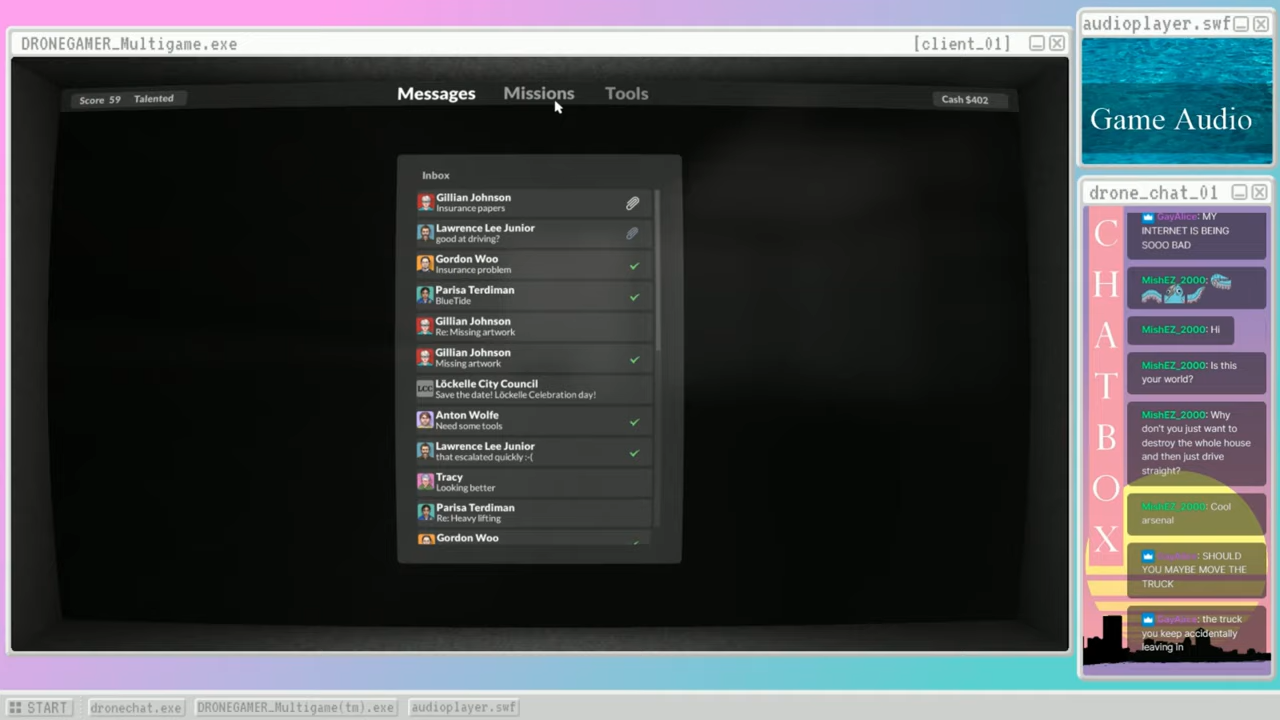 DRONEGAMER_Multigame.exe
[client_01]
Score 59 Talented
Messages Missions Tools
Cash $402
Inbox
Gillian Johnson
Insurance papers
Lawrence Lee Junior
good at driving?
Gordon Woo
Insurance problem
Parisa Terdiman
BlueTide
Gillian Johnson
Re: Missing artwork
Gillian Johnson
Missing artwork
LCC
Löckelle City Council
Save the date! Löckelle Celebration day!
Anton Wolfe
Need some tools
Lawrence Lee Junior
that escalated quickly :-(
Tracy
Looking better
Parisa Terdiman
Re: Heavy lifting
Gordon Woo
audioplayer.swf
Game Audio
drone_chat_01
CHATBOX
GayAlice: MY
INTERNET IS BEING
SOOO BAD
MishEZ_2000:
MishEZ_2000: Hi
MishEZ_2000: Is this
your world?
MishEZ_2000: Why
don't you just want to
destroy the whole house
and then just drive
straight?
MishEZ_2000: Cool
arsenal
GayAlice: SHOULD
YOU MAYBE MOVE THE
TRUCK
GayAlice: the truck
you keep accidentally
leaving in
START
dronechat.exe
DRONEGAMER_Multigame(tm).exe
audioplayer.swf